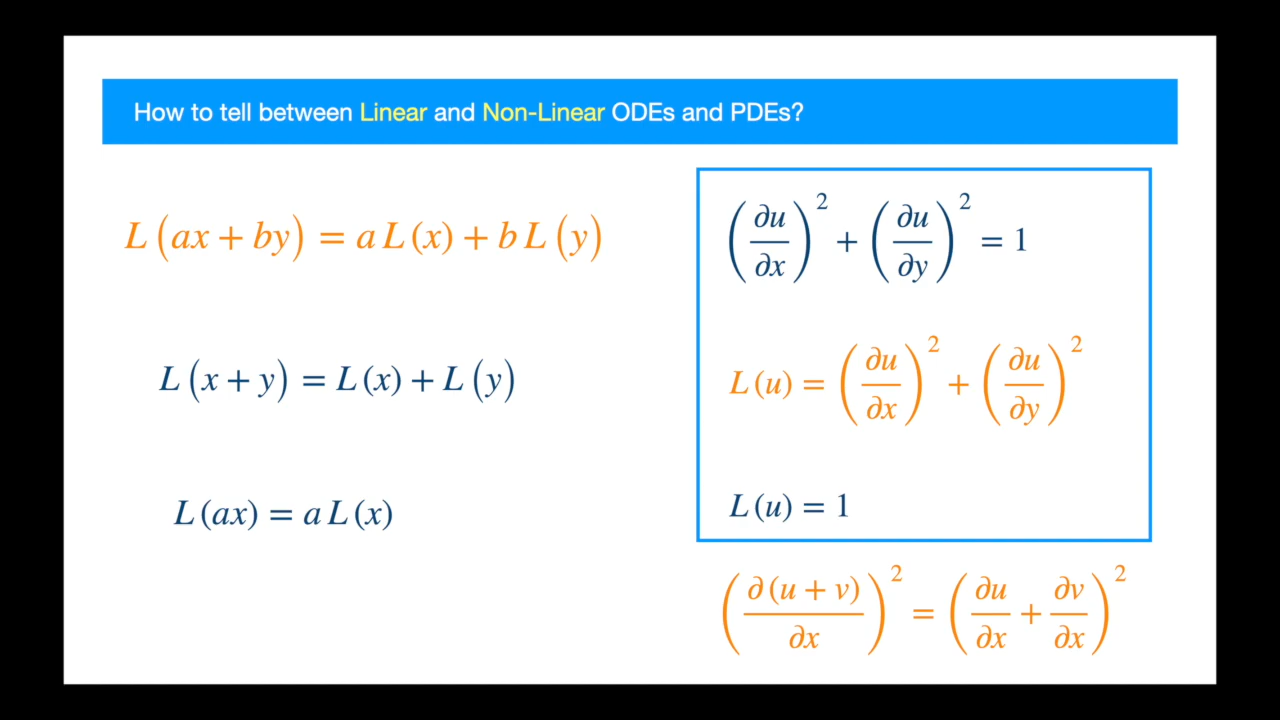 How to tell between Linear and Non-Linear ODEs and PDEs?
L(ax + by) = a L(x) + b L(y)
L(x + y) = L(x) + L(y)
L(ax) = a L(x)
(∂u/∂x)² + (∂u/∂y)² = 1
L(u) = (∂u/∂x)² + (∂u/∂y)²
L(u) = 1
(∂(u + v)/∂x)² = (∂u/∂x + ∂v/∂x)²